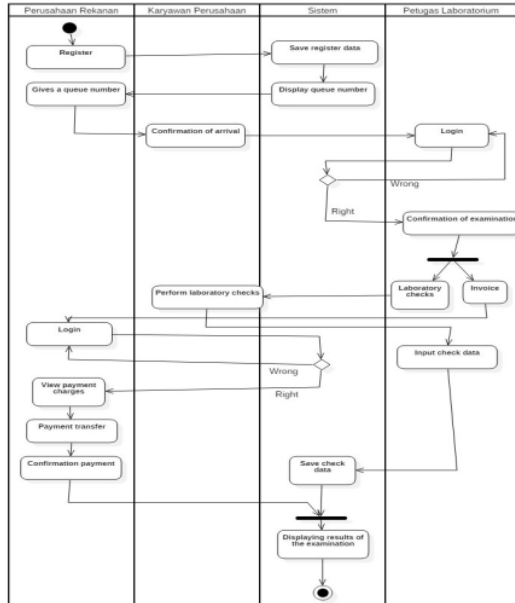 Perusahaan Rekanan
Karyawan Perusahaan
Sistem
Petugas Laboratorium
Register
Save register data
Gives a queue number
Display queue number
Confirmation of arrival
Login
Wrong
Right
Confirmation of examination
Laboratory
checks
Invoice
Perform laboratory checks
Login
Input check data
Wrong
Right
View payment
charges
Payment transfer
Confirmation payment
Save check
data
Displaying results of
the examination